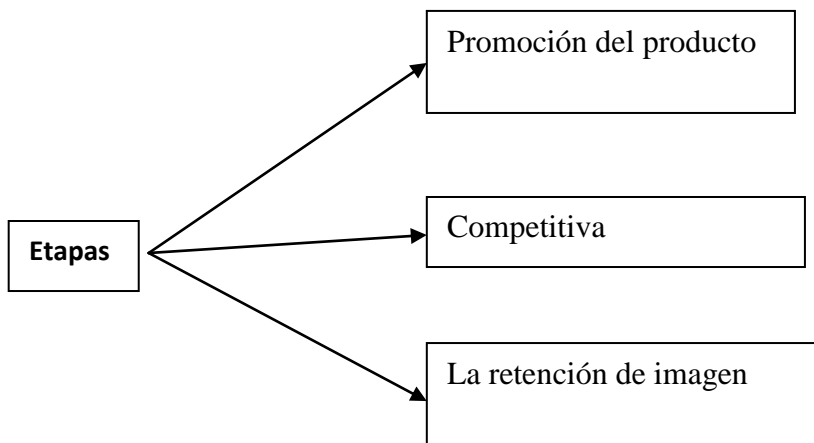 Promoción del producto
Competitiva
Etapas
La retención de imagen